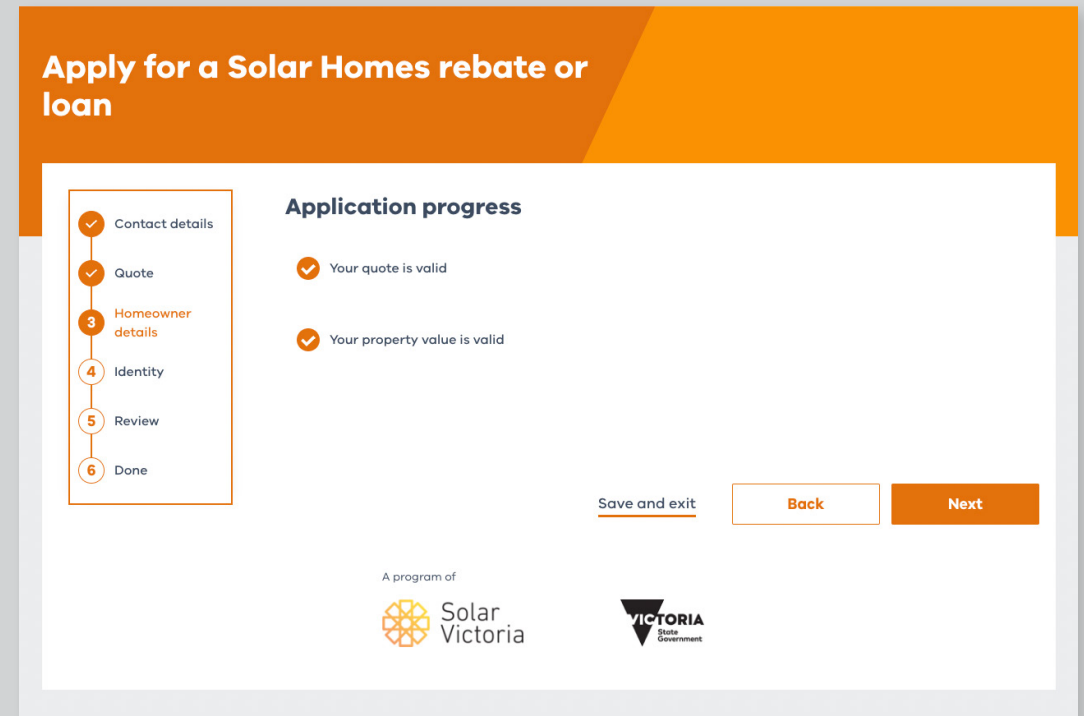 Apply for a Solar Homes rebate or
loan
Contact details
Quote
3
Homeowner
details
4
Identity
5
Review
6
Done
Application progress
Your quote is valid
Your property value is valid
Save and exit
Back
Next
A program of
Solar
Victoria
VICTORIA
State
Government